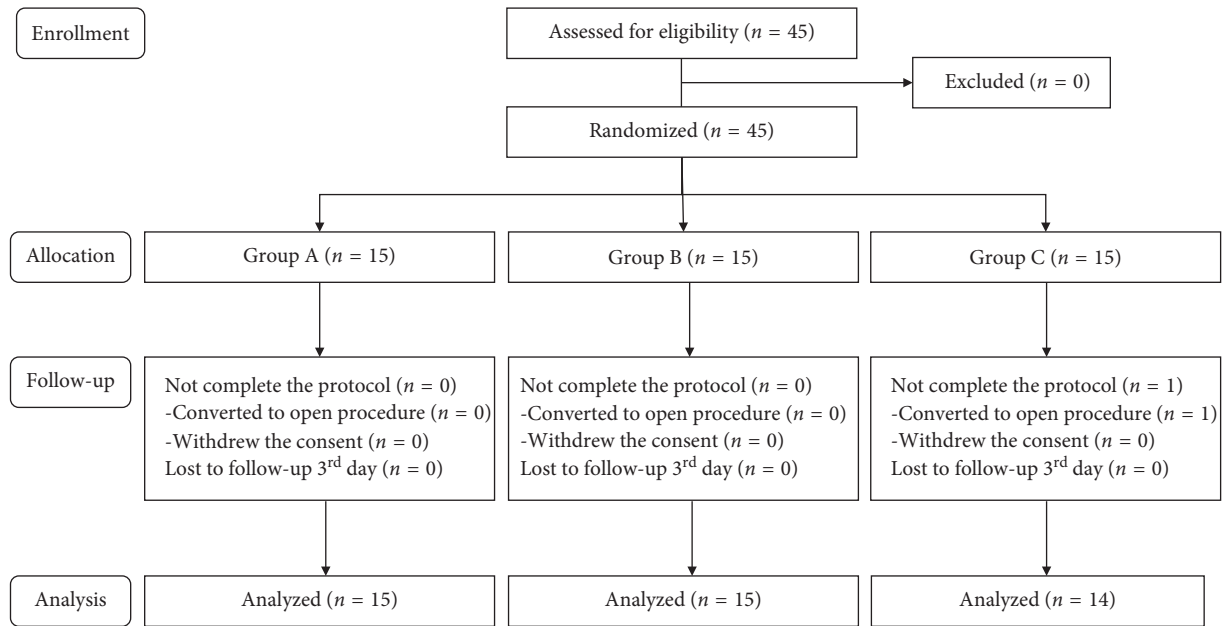 Enrollment
Assessed for eligibility (n = 45)
Excluded (n = 0)
Randomized (n = 45)
Allocation
Group A (n = 15)
Group B (n = 15)
Group C (n = 15)
Follow-up
Not complete the protocol (n = 0)
-Converted to open procedure (n = 0)
-Withdrew the consent (n = 0)
Lost to follow-up 3rd day (n = 0)
Not complete the protocol (n = 0)
-Converted to open procedure (n = 0)
-Withdrew the consent (n = 0)
Lost to follow-up 3rd day (n = 0)
Not complete the protocol (n = 1)
-Converted to open procedure (n = 1)
-Withdrew the consent (n = 0)
Lost to follow-up 3rd day (n = 0)
Analysis
Analyzed (n = 15)
Analyzed (n = 15)
Analyzed (n = 14)